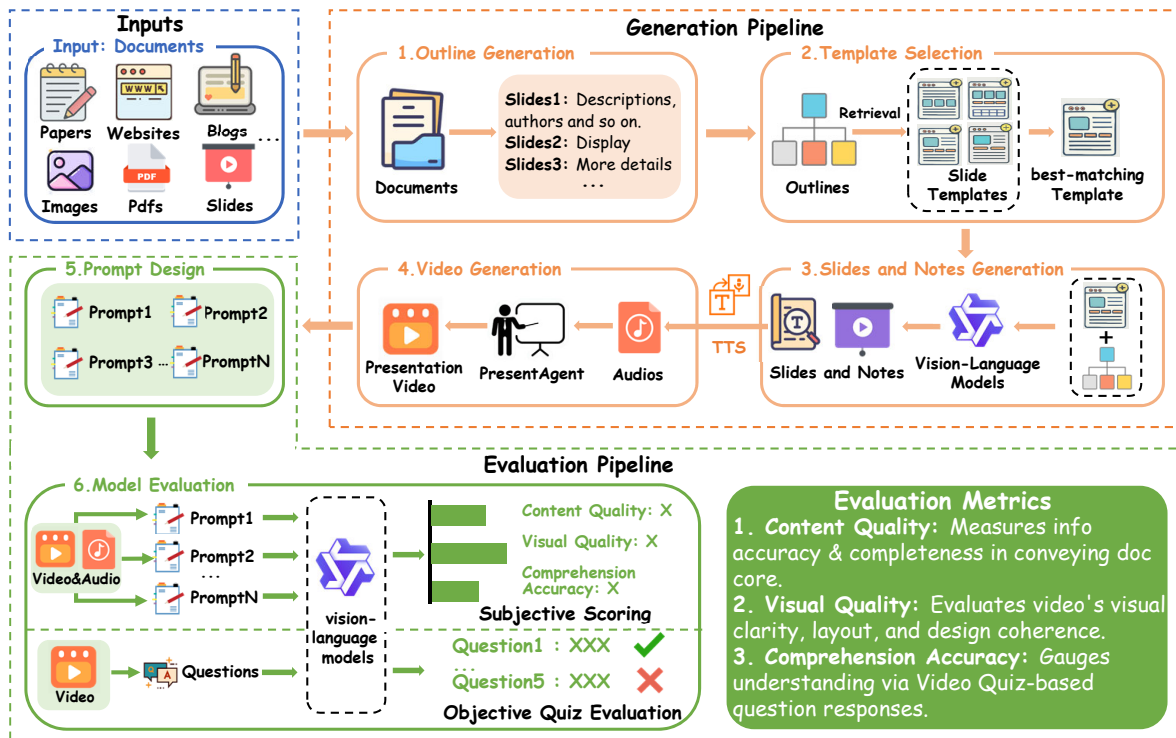 Inputs
Input: Documents
WWW
Papers
Websites
Blogs
....
PDF
Images
Pdfs
Slides
Generation Pipeline
1.Outline Generation
Documents
Slides1: Descriptions,
authors and so on.
Slides2: Display
Slides3: More details
...
2.Template Selection
Retrieval
Outlines
Slide
Templates
best-matching
Template
3.Slides and Notes Generation
T
Slides and Notes
Vision-Language
Models
+
T
TTS
4.Video Generation
Presentation
Video
PresentAgent
Audios
5.Prompt Design
Prompt1
Prompt2
Prompt3
...
PromptN
Evaluation Pipeline
6.Model Evaluation
Video&Audio
Prompt1
Prompt2
...
PromptN
vision-
language
models
Content Quality: X
Visual Quality: X
Comprehension
Accuracy: X
Subjective Scoring
Video
A
Questions
Question1 : XXX
...
Question5 : XXX
Objective Quiz Evaluation
Evaluation Metrics
1. Content Quality: Measures info
accuracy & completeness in conveying doc
core.
2. Visual Quality: Evaluates video's visual
clarity, layout, and design coherence.
3. Comprehension Accuracy: Gauges
understanding via Video Quiz-based
question responses.